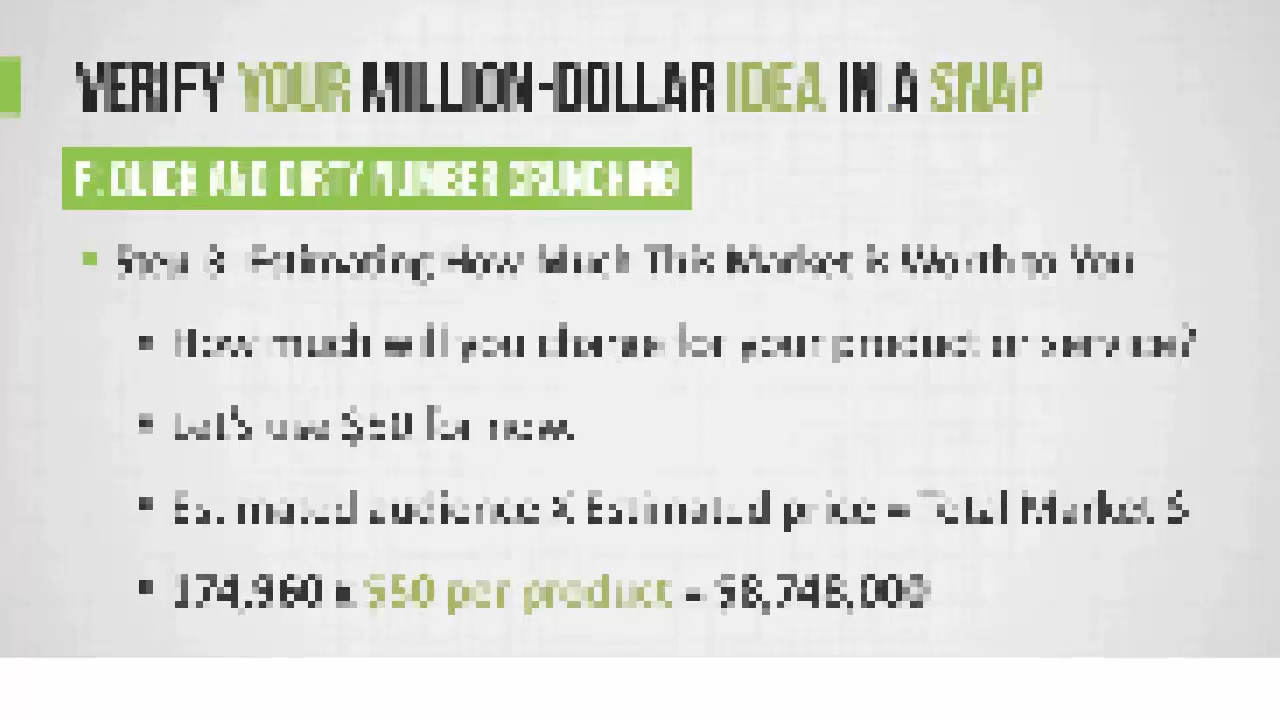 VERIFY YOUR MILLION-DOLLAR IDEA IN A SNAP
F: QUICK AND DIRTY NUMBER CRUNCHING
Step 3: Estimating How Much This Market is Worth to You
How much will you charge for your product or service?
Let's use $50 for now.
Estimated audience X Estimated price = Total Market $
174,960 x $50 per product = $8,748,000